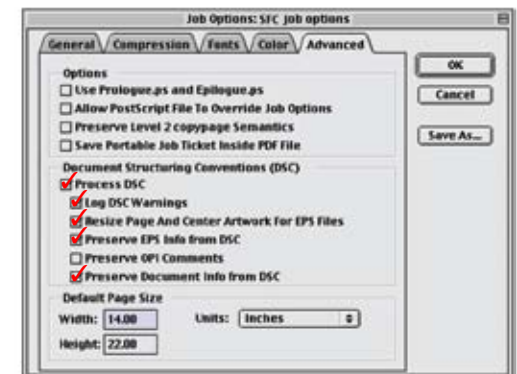 Job Options: SFC job options
General Compression Fonts Color Advanced
OK
Options
Use Prologue.ps and Epilogue.ps
Cancel
Allow PostScript File To Override Job Options
Preserve Level 2 copypage Semantics
Save As...
Save Portable Job Ticket Inside PDF File
Document Structuring Conventions (DSC)
Process DSC
Log DSC Warnings
Resize Page And Center Artwork For EPS Files
Preserve EPS Info from DSC
Preserve OPI Comments
Preserve Document Info from DSC
Default Page Size
Width: 14.00 Units: Inches
Height: 22.00